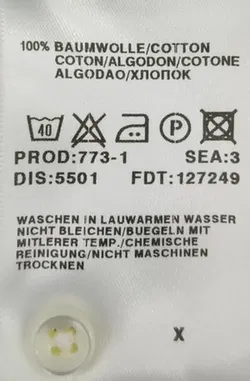 100% BAUMWOLLE/COTTON
COTON/ALGODON/COTONE
ALGODAO/ХЛОПОК
40 P
PROD:773-1 SEA:3
DIS:5501 FDT:127249
WASCHEN IN LAUWARMEN WASSER
NICHT BLEICHEN/BUEGELN MIT
MITLERER TEMP./CHEMISCHE
REINIGUNG/NICHT MASCHINEN
TROCKNEN
X